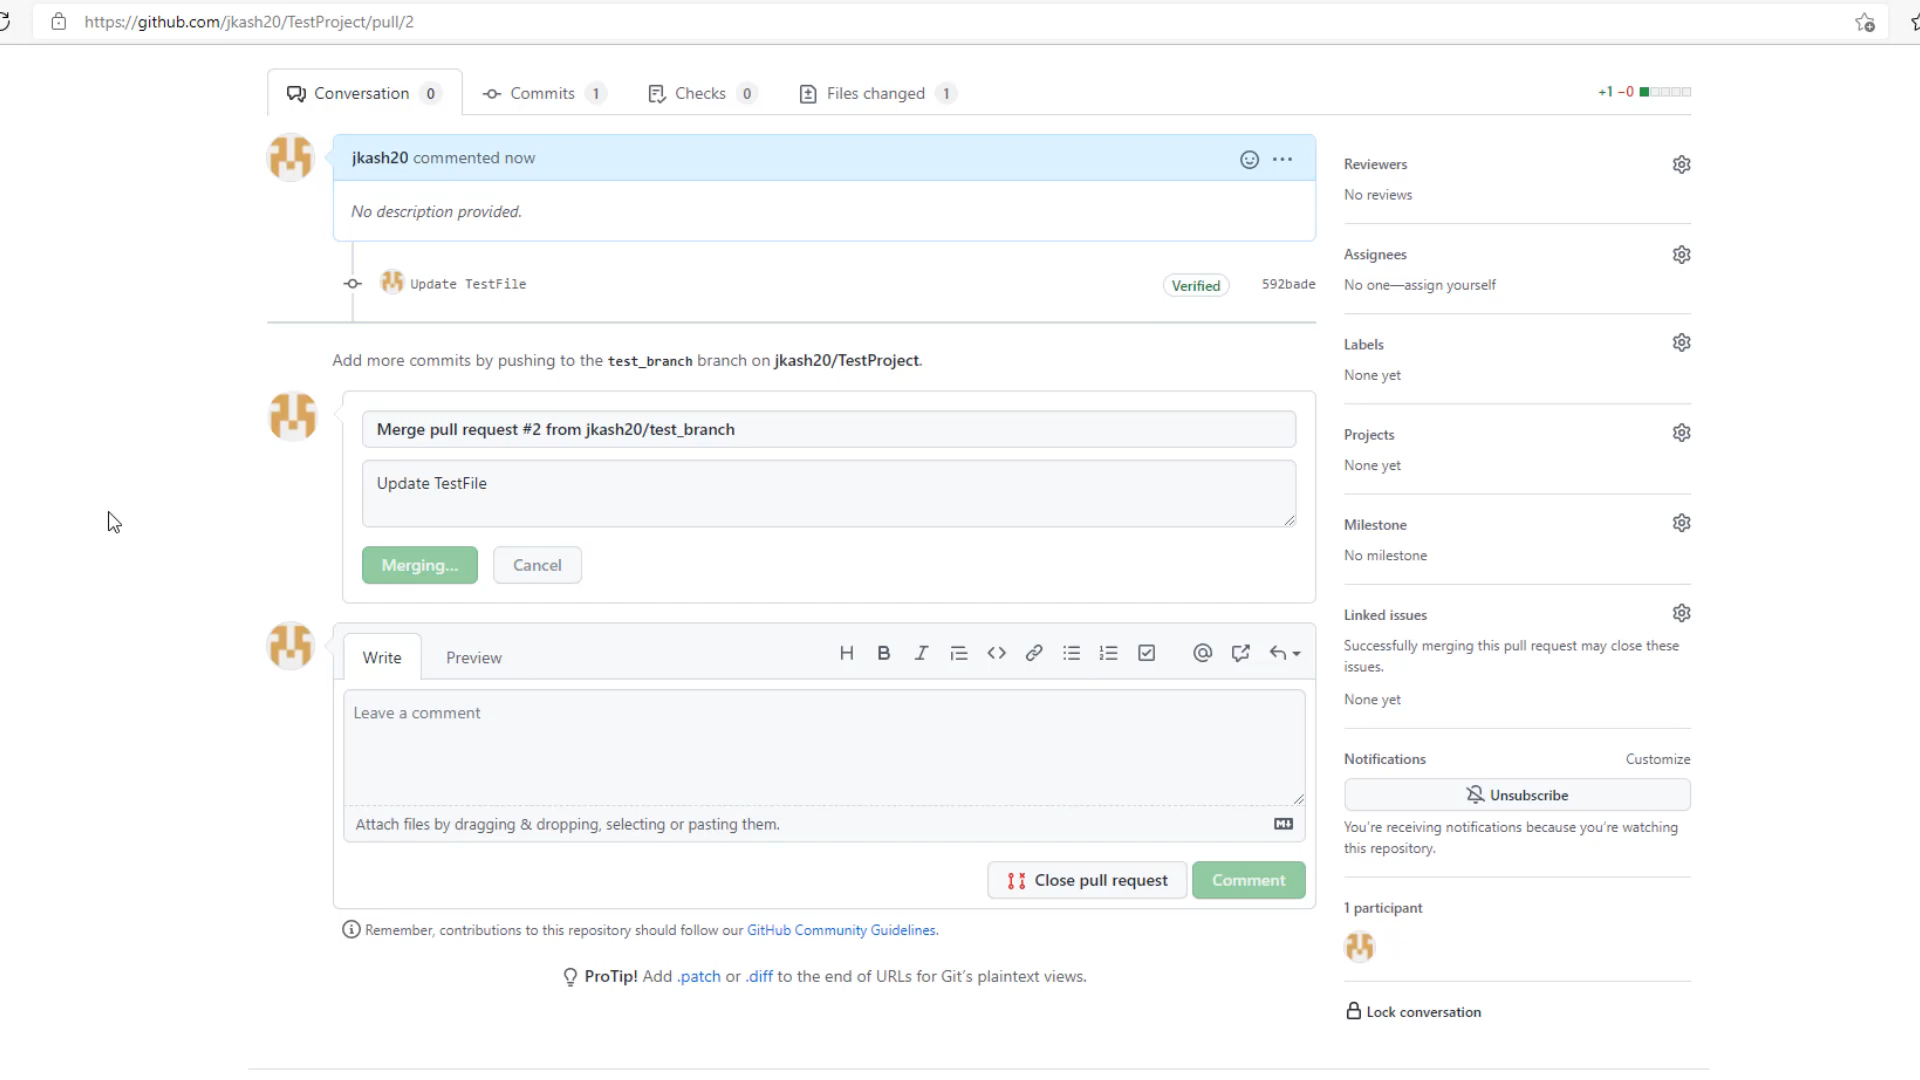 https://github.com/jkash20/TestProject/pull/2
Conversation 0
Commits 1
Checks 0
Files changed 1
+1 −0
jkash20 commented now
No description provided.
Update TestFile
Verified
592bade
Add more commits by pushing to the test_branch branch on jkash20/TestProject.
Merge pull request #2 from jkash20/test_branch
Update TestFile
Merging...
Cancel
Write
Preview
Leave a comment
Attach files by dragging & dropping, selecting or pasting them.
Close pull request
Comment
Remember, contributions to this repository should follow our GitHub Community Guidelines.
ProTip! Add .patch or .diff to the end of URLs for Git's plaintext views.
Reviewers
No reviews
Assignees
No one—assign yourself
Labels
None yet
Projects
None yet
Milestone
No milestone
Linked issues
Successfully merging this pull request may close these
issues.
None yet
Notifications
Customize
Unsubscribe
You're receiving notifications because you're watching
this repository.
1 participant
Lock conversation